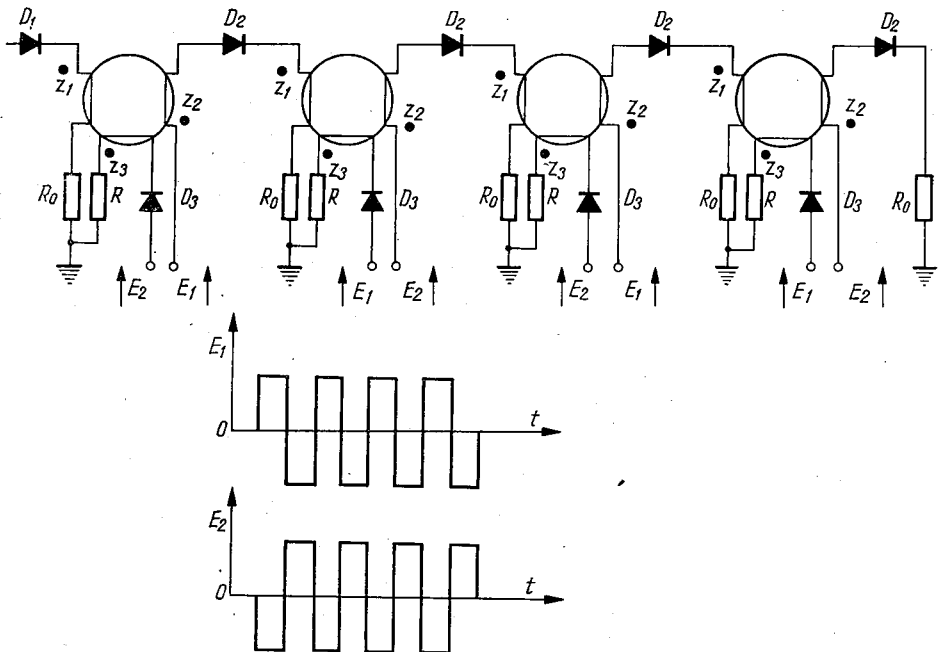 D1 D2 D2 D2 D2
z1 z1 z1 z1
z2 z2 z2 z2
z3 z3 z3 z3
R0 R D3 R0 R D3 R0 R D3 R0 R D3 R0
E2 E1 E1 E2 E2 E1 E1 E2
E1
0 t
E2
0 t